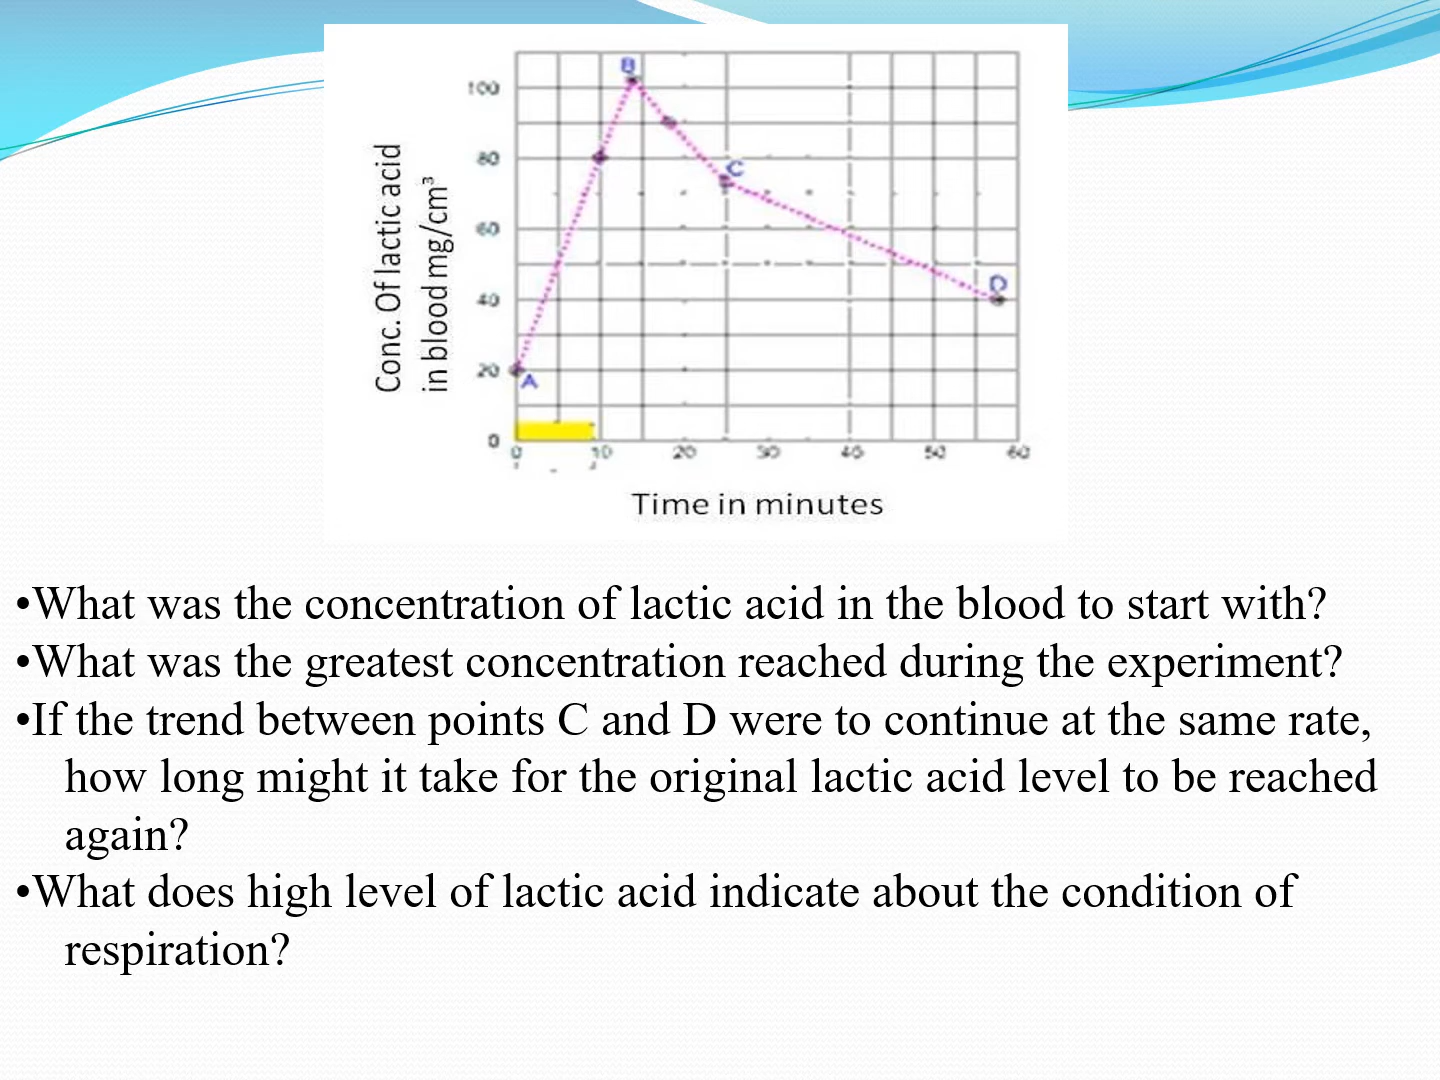 B
100
80
C
60
40
D
20
A
0
0 10 20 30 40 50 60
Conc. Of lactic acid
in blood mg/cm³
Time in minutes
•What was the concentration of lactic acid in the blood to start with?
•What was the greatest concentration reached during the experiment?
•If the trend between points C and D were to continue at the same rate,
how long might it take for the original lactic acid level to be reached
again?
•What does high level of lactic acid indicate about the condition of
respiration?